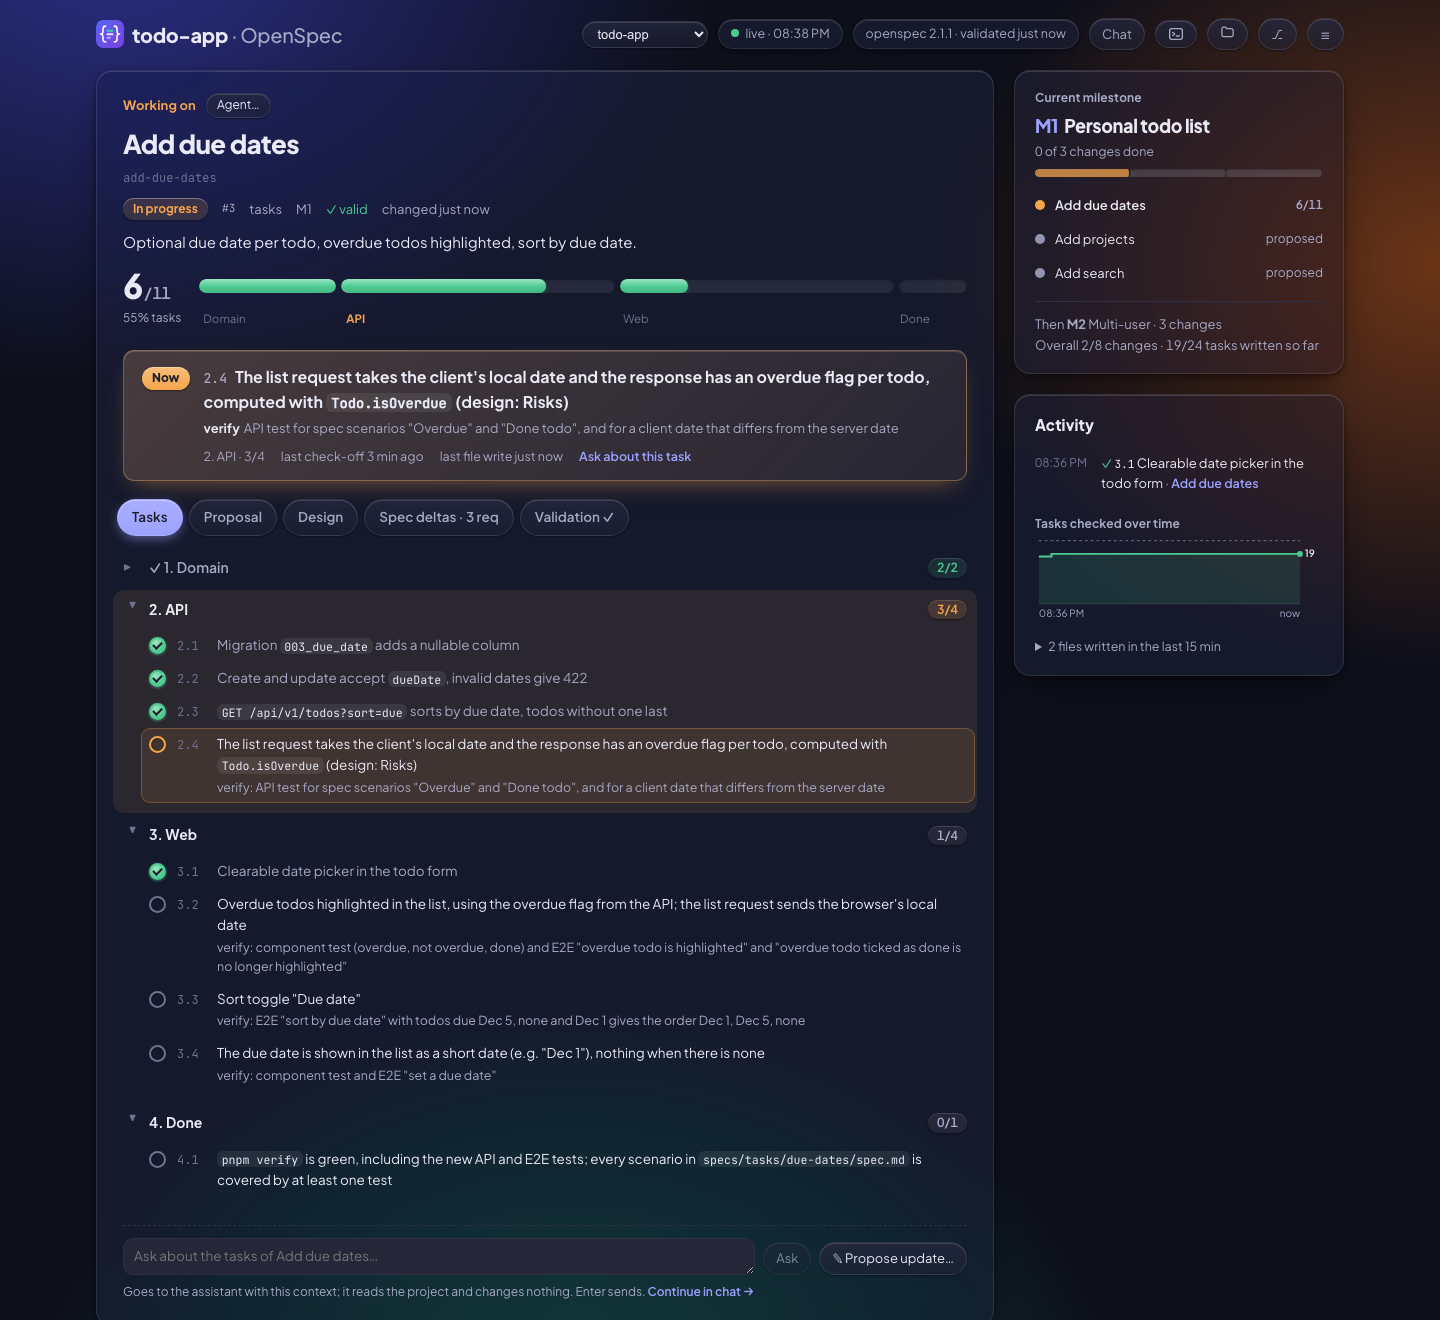 todo-app · OpenSpec
todo-app
live · 08:38 PM
openspec 2.1.1 · validated just now
Chat
Working on
Agent…
Add due dates
add-due-dates
In progress #3 tasks M1 ✓ valid changed just now
Optional due date per todo, overdue todos highlighted, sort by due date.
6/11
55% tasks
Domain
API
Web
Done
Now
2.4 The list request takes the client's local date and the response has an overdue flag per todo,
computed with Todo.isOverdue (design: Risks)
verify API test for spec scenarios "Overdue" and "Done todo", and for a client date that differs from the server date
2. API · 3/4 last check-off 3 min ago last file write just now Ask about this task
Tasks
Proposal
Design
Spec deltas · 3 req
Validation ✓
✓ 1. Domain 2/2
2. API 3/4
2.1 Migration 003_due_date adds a nullable column
2.2 Create and update accept dueDate, invalid dates give 422
2.3 GET /api/v1/todos?sort=due sorts by due date, todos without one last
2.4 The list request takes the client's local date and the response has an overdue flag per todo, computed with
Todo.isOverdue (design: Risks)
verify: API test for spec scenarios "Overdue" and "Done todo", and for a client date that differs from the server date
3. Web 1/4
3.1 Clearable date picker in the todo form
3.2 Overdue todos highlighted in the list, using the overdue flag from the API; the list request sends the browser's local
date
verify: component test (overdue, not overdue, done) and E2E "overdue todo is highlighted" and "overdue todo ticked as done is
no longer highlighted"
3.3 Sort toggle "Due date"
verify: E2E "sort by due date" with todos due Dec 5, none and Dec 1 gives the order Dec 1, Dec 5, none
3.4 The due date is shown in the list as a short date (e.g. "Dec 1"), nothing when there is none
verify: component test and E2E "set a due date"
4. Done 0/1
4.1 pnpm verify is green, including the new API and E2E tests; every scenario in specs/tasks/due-dates/spec.md is
covered by at least one test
Ask about the tasks of Add due dates…
Ask
✎ Propose update…
Goes to the assistant with this context; it reads the project and changes nothing. Enter sends. Continue in chat →
Current milestone
M1 Personal todo list
0 of 3 changes done
Add due dates 6/11
Add projects proposed
Add search proposed
Then M2 Multi-user · 3 changes
Overall 2/8 changes · 19/24 tasks written so far
Activity
08:36 PM ✓ 3.1 Clearable date picker in the
todo form · Add due dates
Tasks checked over time
19
08:36 PM now
2 files written in the last 15 min